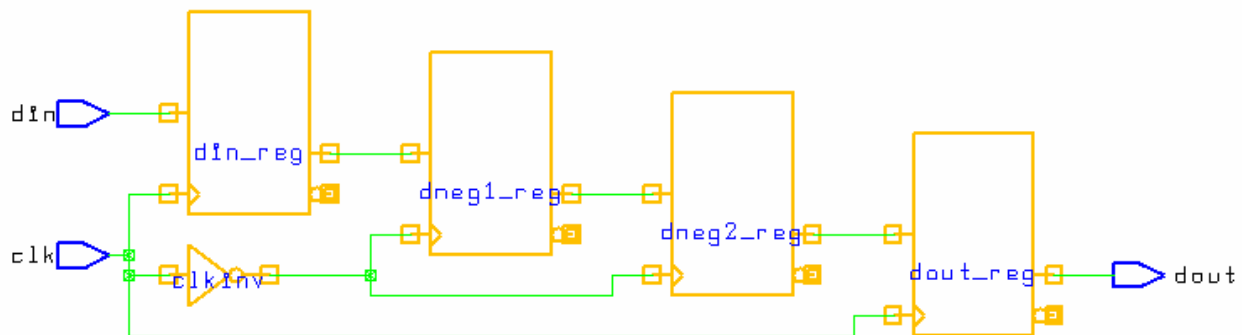 din
din_reg
dneg1_reg
dneg2_reg
clk
clkinv
dout_reg
dout